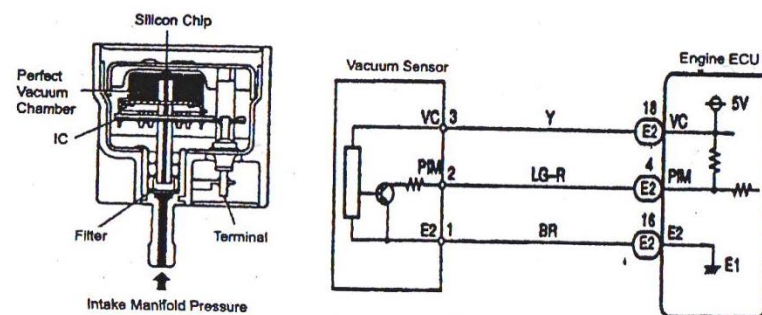 Silicon Chip
Perfect
Vacuum
Chamber
IC
Filter
Terminal
Intake Manifold Pressure
Vacuum Sensor
Engine ECU
VC 3 Y 18 E2 VC 5V
PIM 2 LG-R 4 E2 PIM
E2 1 BR 16 E2 E2
E1